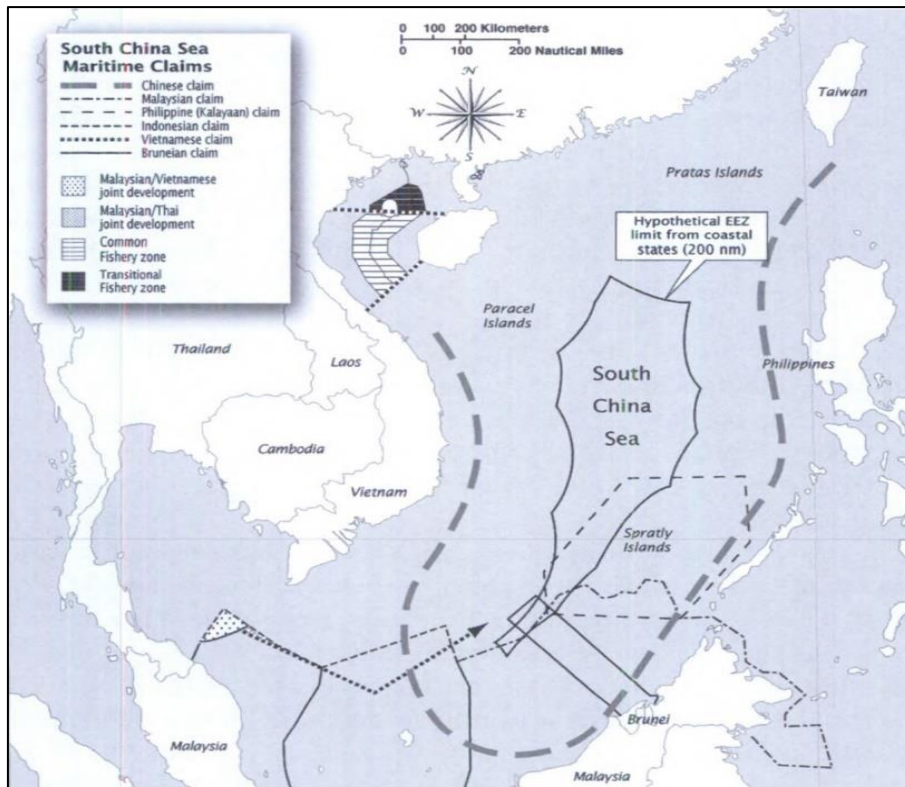 South China Sea
Maritime Claims
Chinese claim
Malaysian claim
Philippine (Kalayaan) claim
Indonesian claim
Vietnamese claim
Bruneian claim
Malaysian/Vietnamese
joint development
Malaysian/Thai
joint development
Common
Fishery zone
Transitional
Fishery zone
0 100 200 Kilometers
0 100 200 Nautical Miles
N
W E
S
Taiwan
Pratas Islands
Hypothetical EEZ
limit from coastal
states (200 nm)
Paracel
Islands
Thailand
Laos
Philippines
South
China
Sea
Cambodia
Vietnam
Spratly
Islands
Brunei
Malaysia
Malaysia